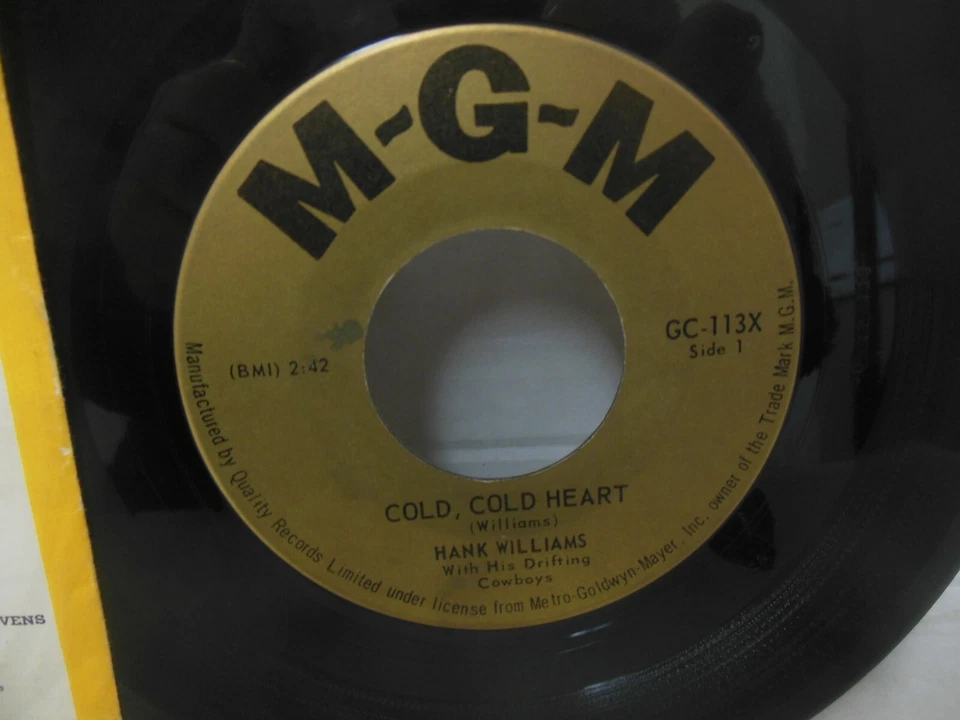 M-G-M
GC-113X
Side 1
(BMI) 2:42
COLD, COLD HEART
(Williams)
HANK WILLIAMS
With His Drifting
Cowboys
Manufactured by Quality Records Limited under license from Metro-Goldwyn-Mayer, Inc. owner of the Trade Mark M.G.M.
VENS